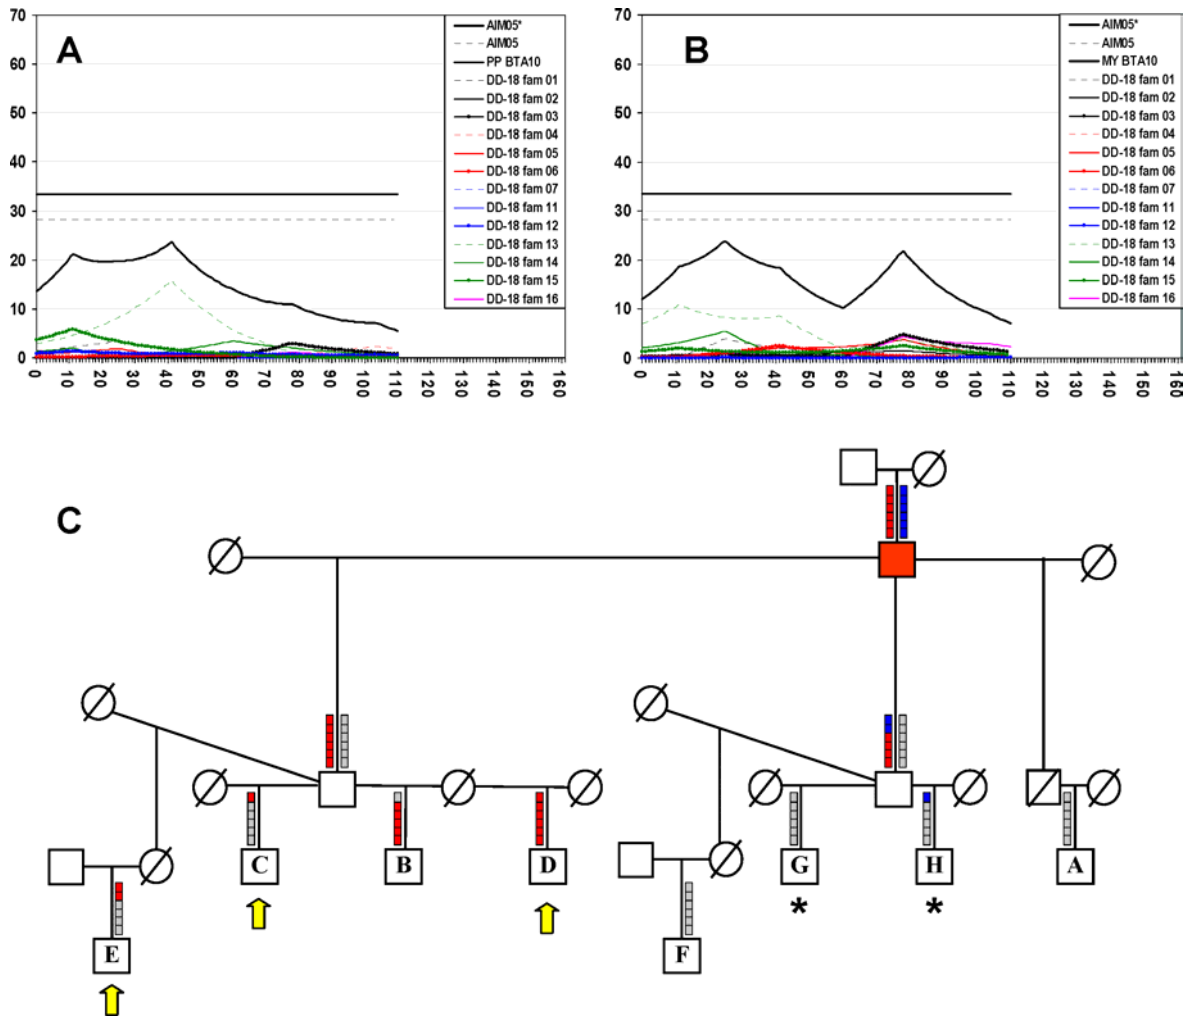 A
70
60
50
40
30
20
10
0
0
10
20
30
40
50
60
70
80
90
100
110
120
130
140
150
160
AIM05*
AIM05
PP BTA10
DD-18 fam 01
DD-18 fam 02
DD-18 fam 03
DD-18 fam 04
DD-18 fam 05
DD-18 fam 06
DD-18 fam 07
DD-18 fam 11
DD-18 fam 12
DD-18 fam 13
DD-18 fam 14
DD-18 fam 15
DD-18 fam 16
B
70
60
50
40
30
20
10
0
0
10
20
30
40
50
60
70
80
90
100
110
120
130
140
150
160
AIM05*
AIM05
MY BTA10
DD-18 fam 01
DD-18 fam 02
DD-18 fam 03
DD-18 fam 04
DD-18 fam 05
DD-18 fam 06
DD-18 fam 07
DD-18 fam 11
DD-18 fam 12
DD-18 fam 13
DD-18 fam 14
DD-18 fam 15
DD-18 fam 16
C
C B D G H A
* *
E F